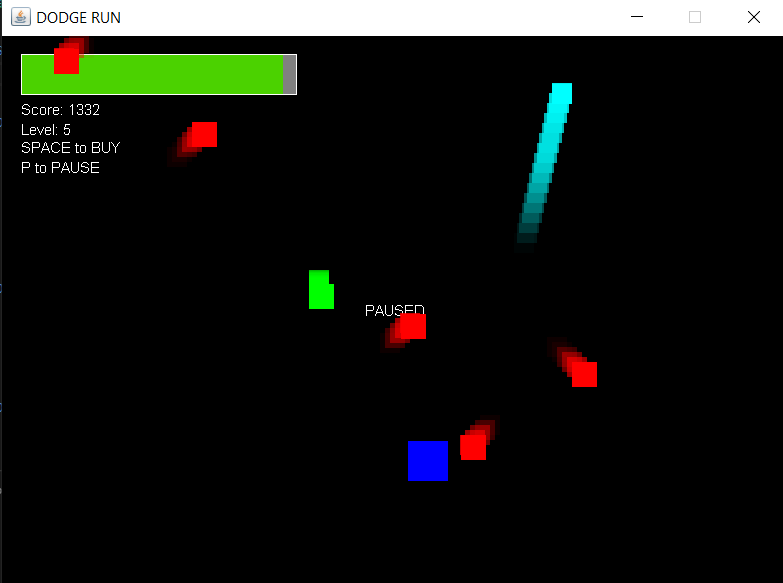 DODGE RUN
Score: 1332
Level: 5
SPACE to BUY
P to PAUSE
PAUSED